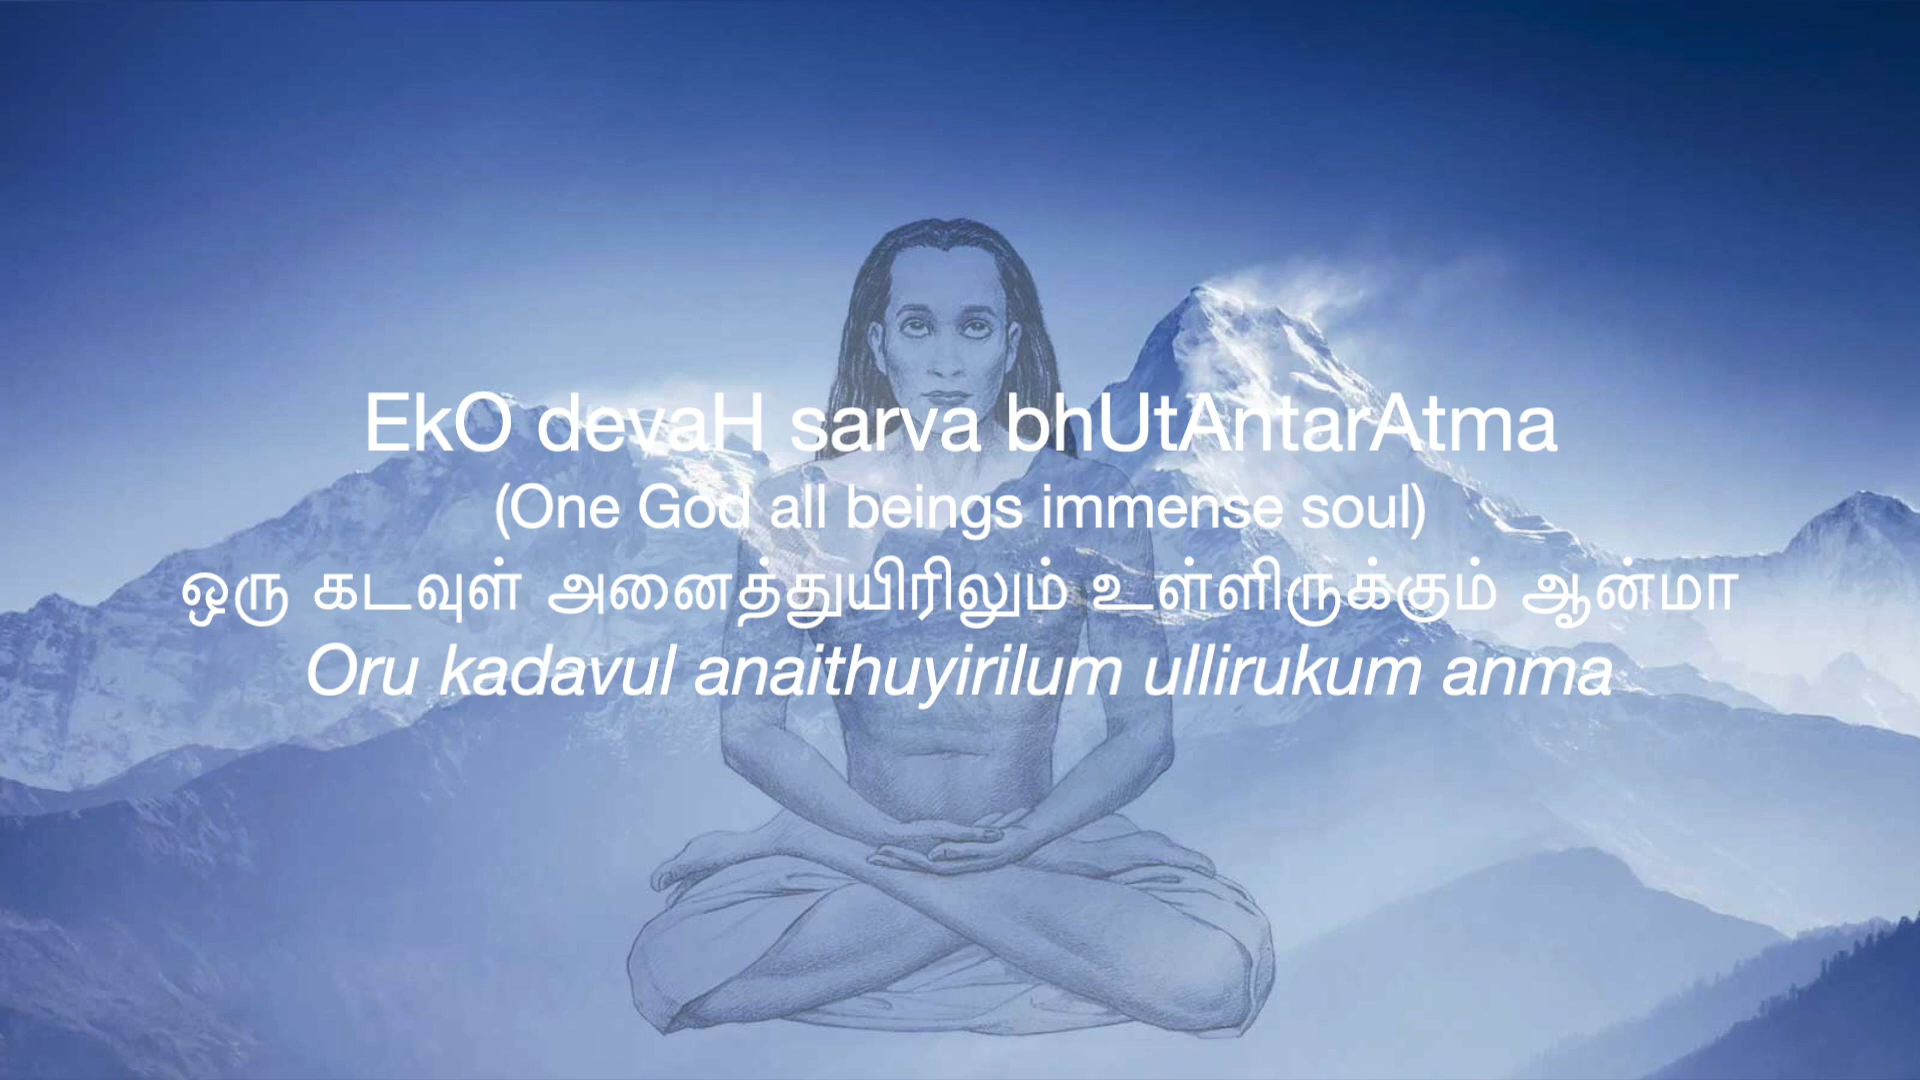 EkO devaH sarva bhUtAntarAtma
(One God all beings immense soul)
ஒரு கடவுள் அனைத்துயிரிலும் உள்ளிருக்கும் ஆன்மா
Oru kadavul anaithuyirilum ullirukum anma